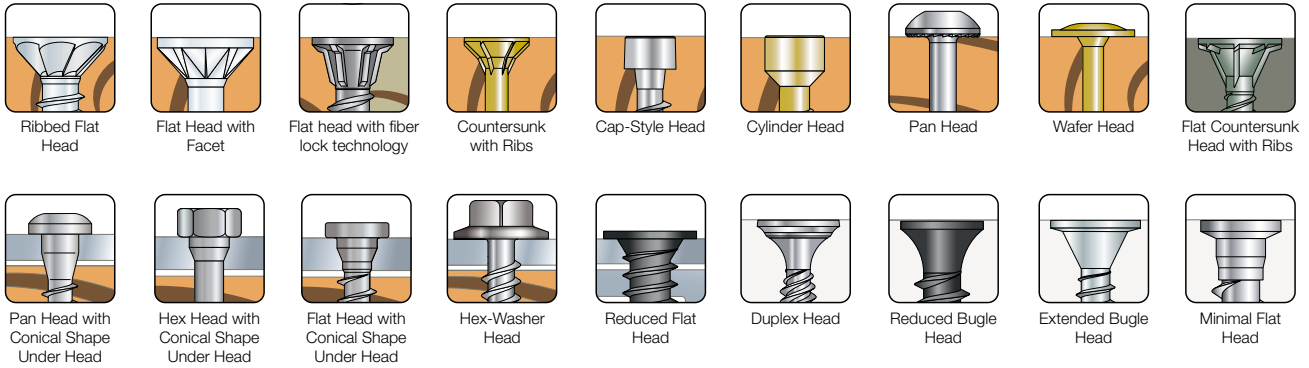 Ribbed Flat
Head
Flat Head with
Facet
Flat head with fiber
lock technology
Countersunk
with Ribs
Cap-Style Head
Cylinder Head
Pan Head
Wafer Head
Flat Countersunk
Head with Ribs
Pan Head with
Conical Shape
Under Head
Hex Head with
Conical Shape
Under Head
Flat Head with
Conical Shape
Under Head
Hex-Washer
Head
Reduced Flat
Head
Duplex Head
Reduced Bugle
Head
Extended Bugle
Head
Minimal Flat
Head